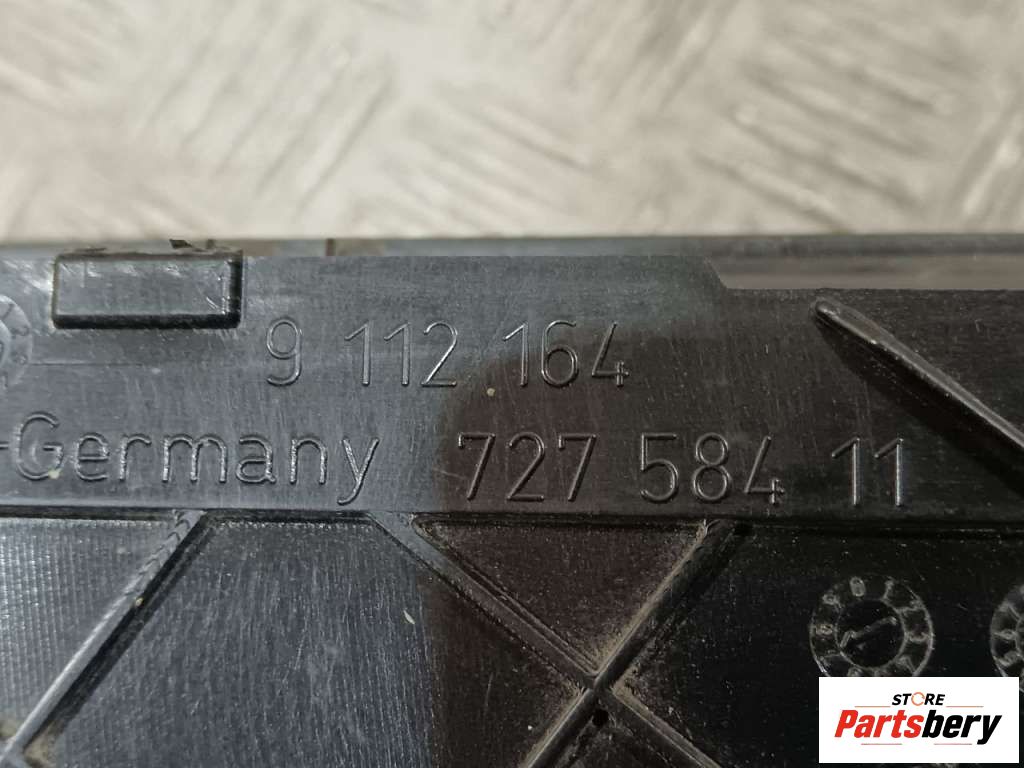 9 112 164
-Germany 727 584 11
STORE
Partsbery